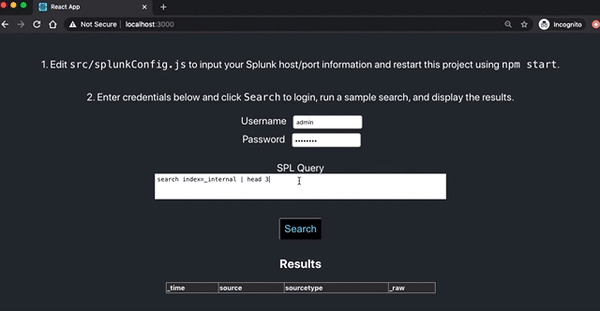 React App
Not Secure | localhost:3000
Incognito
1. Edit src/splunkConfig.js to input your Splunk host/port information and restart this project using npm start.
2. Enter credentials below and click Search to login, run a sample search, and display the results.
Username admin
Password ••••••••
SPL Query
search index=_internal | head 3
Search
Results
_time source sourcetype _raw